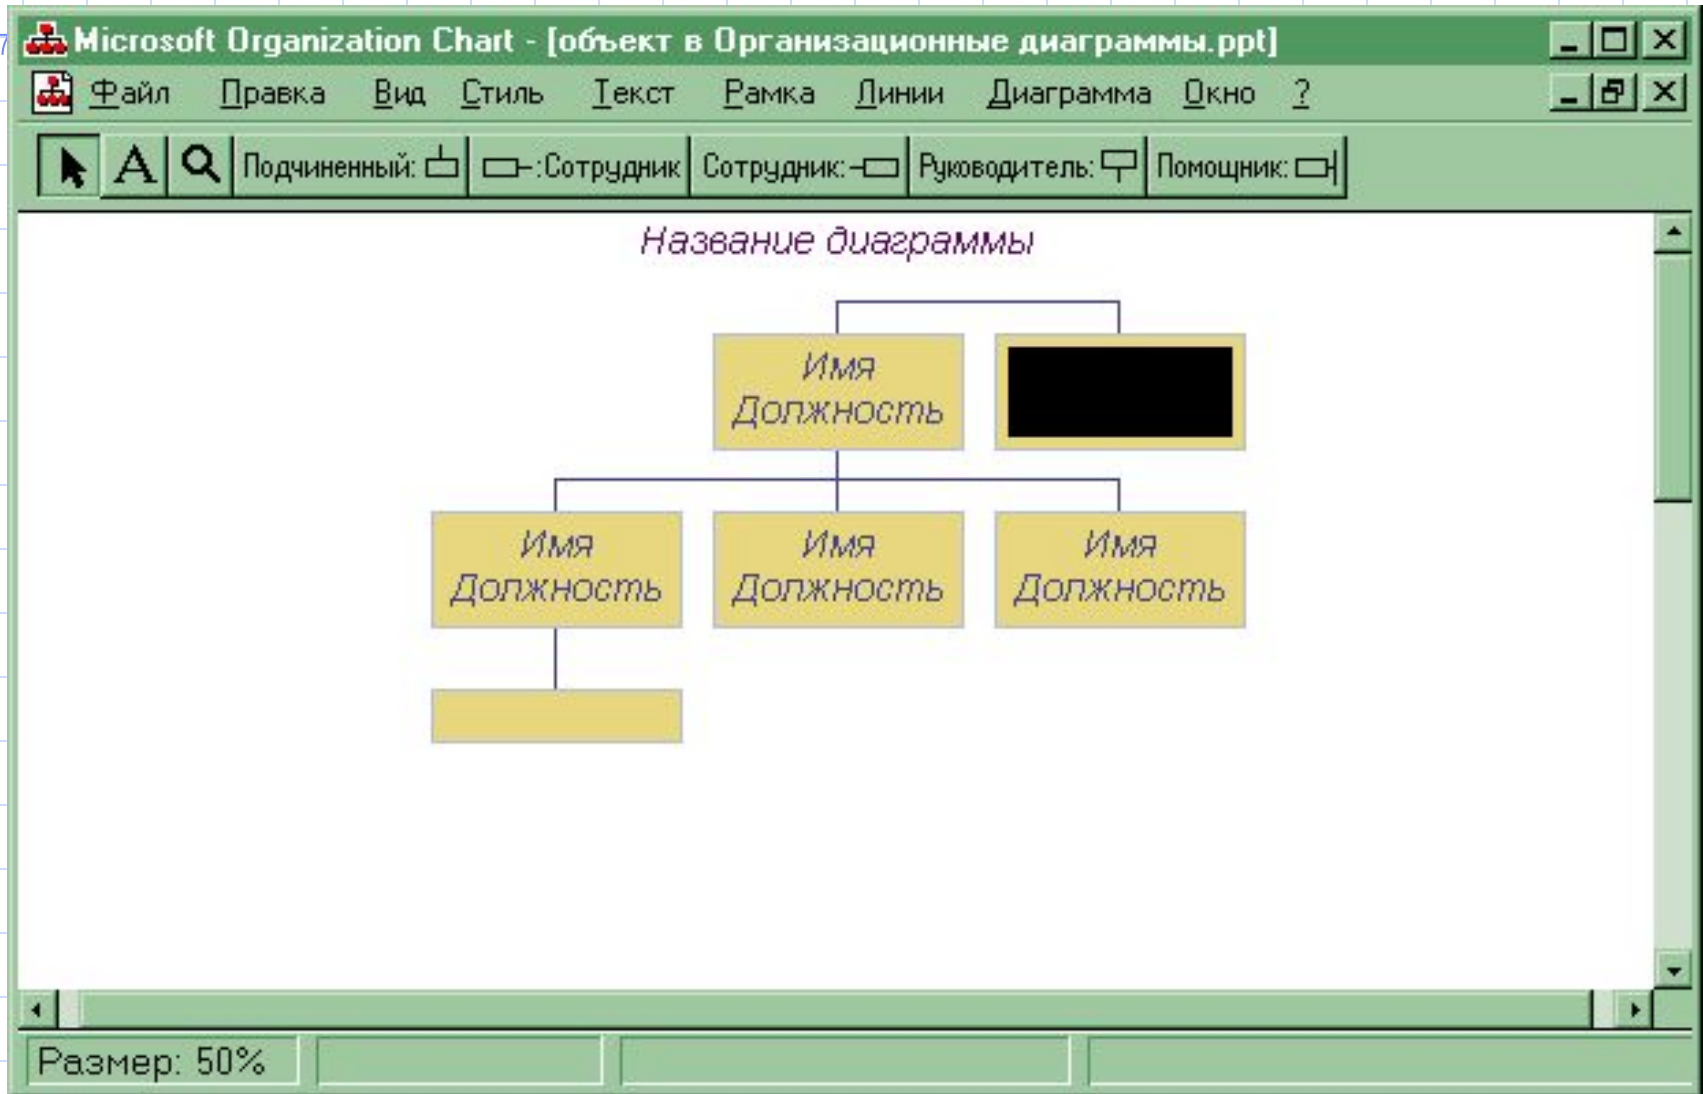 7
Microsoft Organization Chart - [объект в Организационные диаграммы.ppt]
Файл Правка Вид Стиль Текст Рамка Линии Диаграмма Окно ?
A Подчиненный: :Сотрудник Сотрудник: Руководитель: Помощник:
Название диаграммы
Имя
Должность
Имя Имя Имя
Должность Должность Должность
Размер: 50%